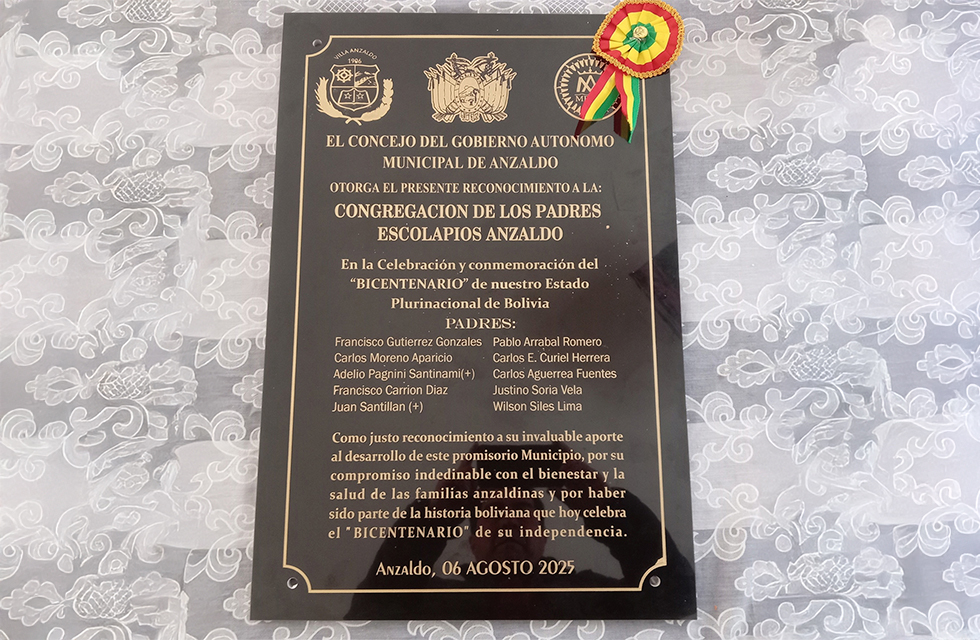 VILLA ANZALDO
1906
EL CONCEJO DEL GOBIERNO AUTONOMO
MUNICIPAL DE ANZALDO
OTORGA EL PRESENTE RECONOCIMIENTO A LA:
CONGREGACION DE LOS PADRES
ESCOLAPIOS ANZALDO
En la Celebración y conmemoración del
"BICENTENARIO" de nuestro Estado
Plurinacional de Bolivia
PADRES:
Francisco Gutierrez Gonzales Pablo Arrabal Romero
Carlos Moreno Aparicio Carlos E. Curiel Herrera
Adelio Pagnini Santinami(+) Carlos Aguerrea Fuentes
Francisco Carrion Diaz Justino Soria Vela
Juan Santillan (+) Wilson Siles Lima
Como justo reconocimiento a su invaluable aporte
al desarrollo de este promisorio Municipio, por su
compromiso indedinable con el bienestar y la
salud de las familias anzaldinas y por haber
sido parte de la historia boliviana que hoy celebra
el "BICENTENARIO" de su independencia.
Anzaldo, 06 AGOSTO 2025